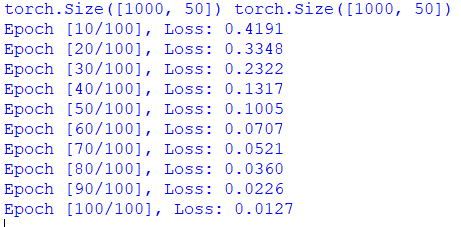 torch.Size([1000, 50]) torch.Size([1000, 50])
Epoch [10/100], Loss: 0.4191
Epoch [20/100], Loss: 0.3348
Epoch [30/100], Loss: 0.2322
Epoch [40/100], Loss: 0.1317
Epoch [50/100], Loss: 0.1005
Epoch [60/100], Loss: 0.0707
Epoch [70/100], Loss: 0.0521
Epoch [80/100], Loss: 0.0360
Epoch [90/100], Loss: 0.0226
Epoch [100/100], Loss: 0.0127